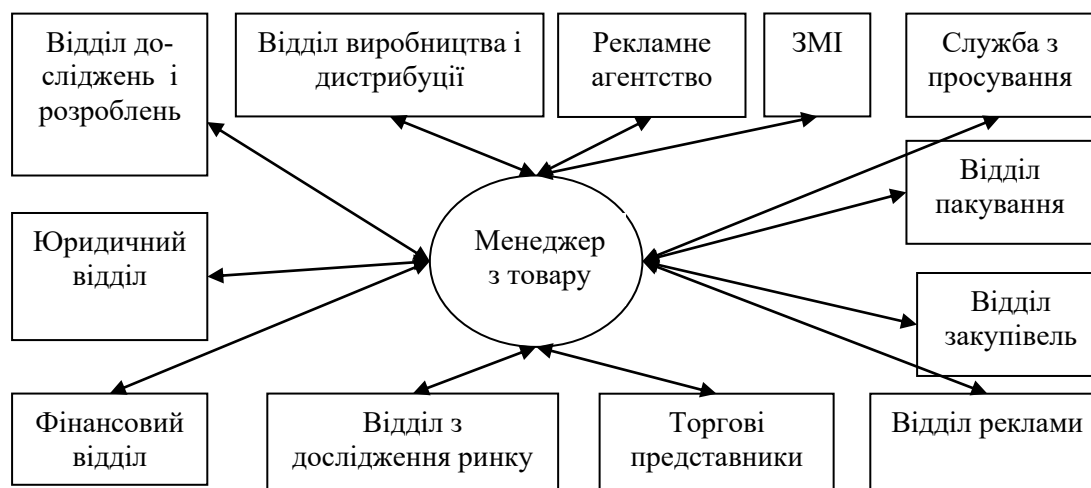 Відділ до-
сліджень і
розроблень
Відділ виробництва і
дистрибуції
Рекламне
агентство
ЗМІ
Служба з
просування
Відділ
пакування
Юридичний
відділ
Менеджер
з товару
Відділ
закупівель
Фінансовий
відділ
Відділ з
дослідження ринку
Торгові
представники
Відділ реклами